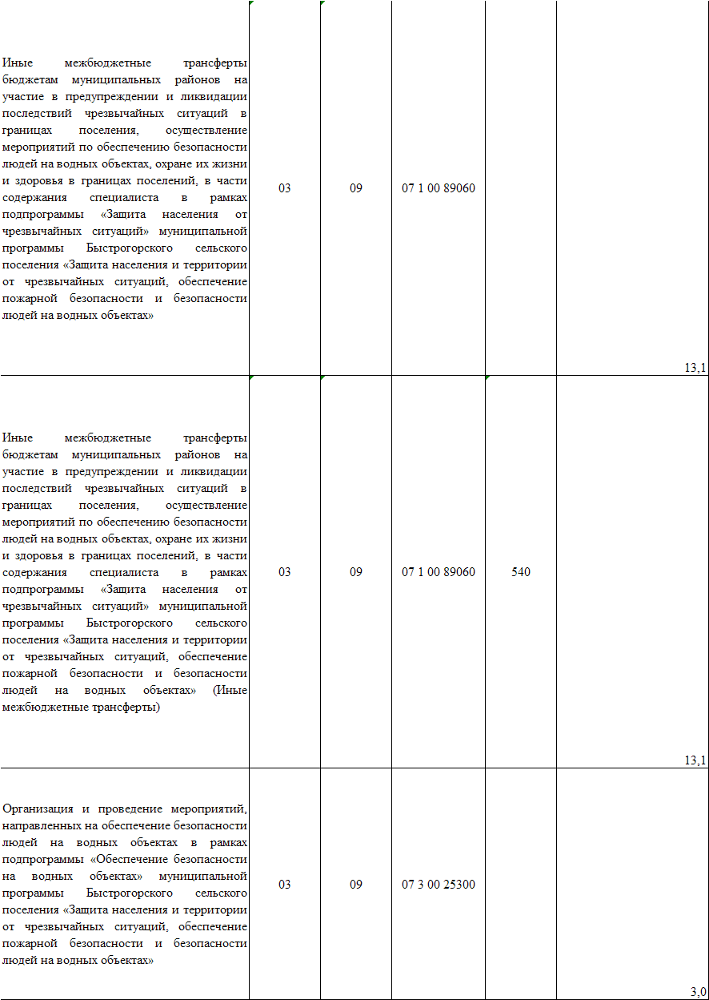 Иные межбюджетные трансферты
бюджетам муниципальных районов на
участие в предупреждении и ликвидации
последствий чрезвычайных ситуаций в
границах поселения, осуществление
мероприятий по обеспечению безопасности
людей на водных объектах, охране их жизни
и здоровья в границах поселений, в части
содержания специалиста в рамках
подпрограммы «Защита населения от
чрезвычайных ситуаций» муниципальной
программы Быстрогорского сельского
поселения «Защита населения и территории
от чрезвычайных ситуаций, обеспечение
пожарной безопасности и безопасности
людей на водных объектах»
03 09 07 1 00 89060
13,1
Иные межбюджетные трансферты
бюджетам муниципальных районов на
участие в предупреждении и ликвидации
последствий чрезвычайных ситуаций в
границах поселения, осуществление
мероприятий по обеспечению безопасности
людей на водных объектах, охране их жизни
и здоровья в границах поселений, в части
содержания специалиста в рамках
подпрограммы «Защита населения от
чрезвычайных ситуаций» муниципальной
программы Быстрогорского сельского
поселения «Защита населения и территории
от чрезвычайных ситуаций, обеспечение
пожарной безопасности и безопасности
людей на водных объектах» (Иные
межбюджетные трансферты)
03 09 07 1 00 89060 540
13,1
Организация и проведение мероприятий,
направленных на обеспечение безопасности
людей на водных объектах в рамках
подпрограммы «Обеспечение безопасности
на водных объектах» муниципальной
программы Быстрогорского сельского
поселения «Защита населения и территории
от чрезвычайных ситуаций, обеспечение
пожарной безопасности и безопасности
людей на водных объектах»
03 09 07 3 00 25300
3,0